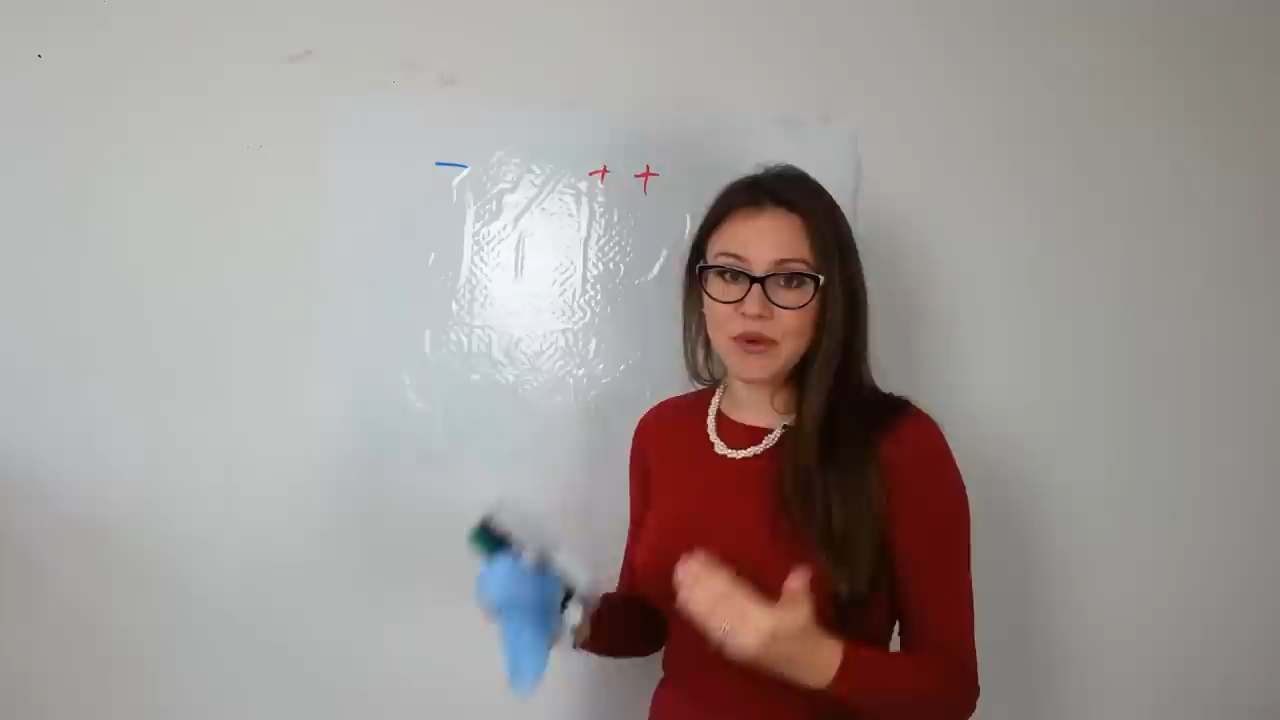 − + +